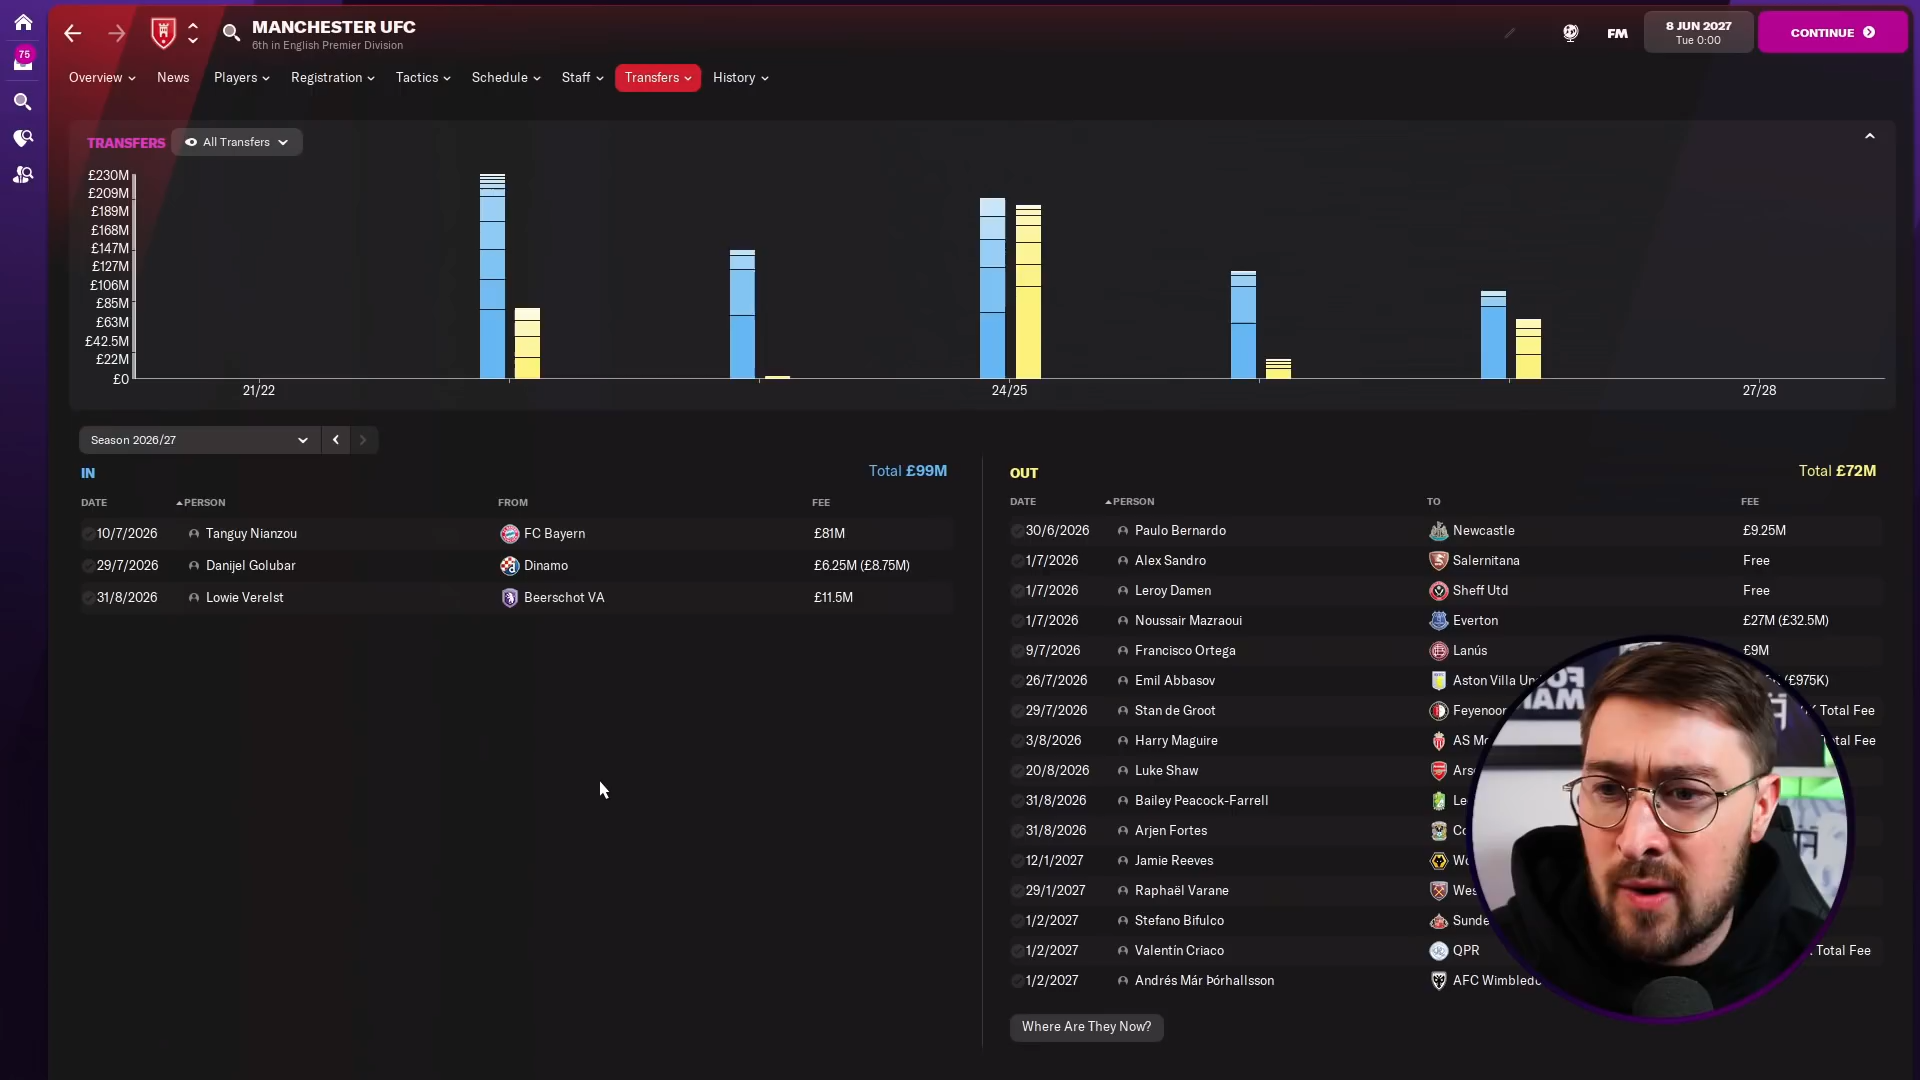 MANCHESTER UFC
6th in English Premier Division
FM
8 JUN 2027
Tue 0:00
CONTINUE
75
Overview
News
Players
Registration
Tactics
Schedule
Staff
Transfers
History
TRANSFERS
All Transfers
£230M
£209M
£189M
£168M
£147M
£127M
£106M
£85M
£63M
£42.5M
£22M
£0
21/22
24/25
27/28
Season 2026/27
IN
Total £99M
DATE PERSON FROM FEE
10/7/2026 Tanguy Nianzou FC Bayern £81M
29/7/2026 Danijel Golubar Dinamo £6.25M (£8.75M)
31/8/2026 Lowie Verelst Beerschot VA £11.5M
OUT
Total £72M
DATE PERSON TO FEE
30/6/2026 Paulo Bernardo Newcastle £9.25M
1/7/2026 Alex Sandro Salernitana Free
1/7/2026 Leroy Damen Sheff Utd Free
1/7/2026 Noussair Mazraoui Everton £27M (£32.5M)
9/7/2026 Francisco Ortega Lanús £9M
26/7/2026 Emil Abbasov Aston Villa (£975K)
29/7/2026 Stan de Groot Total Fee
3/8/2026 Harry Maguire AS Fee
20/8/2026 Luke Shaw
31/8/2026 Bailey Peacock-Farrell
31/8/2026 Arjen Fortes
12/1/2027 Jamie Reeves
29/1/2027 Raphaël Varane
1/2/2027 Stefano Bifulco
1/2/2027 Valentín Criaco QPR Total Fee
1/2/2027 Andrés Már Þórhallsson AFC
Where Are They Now?